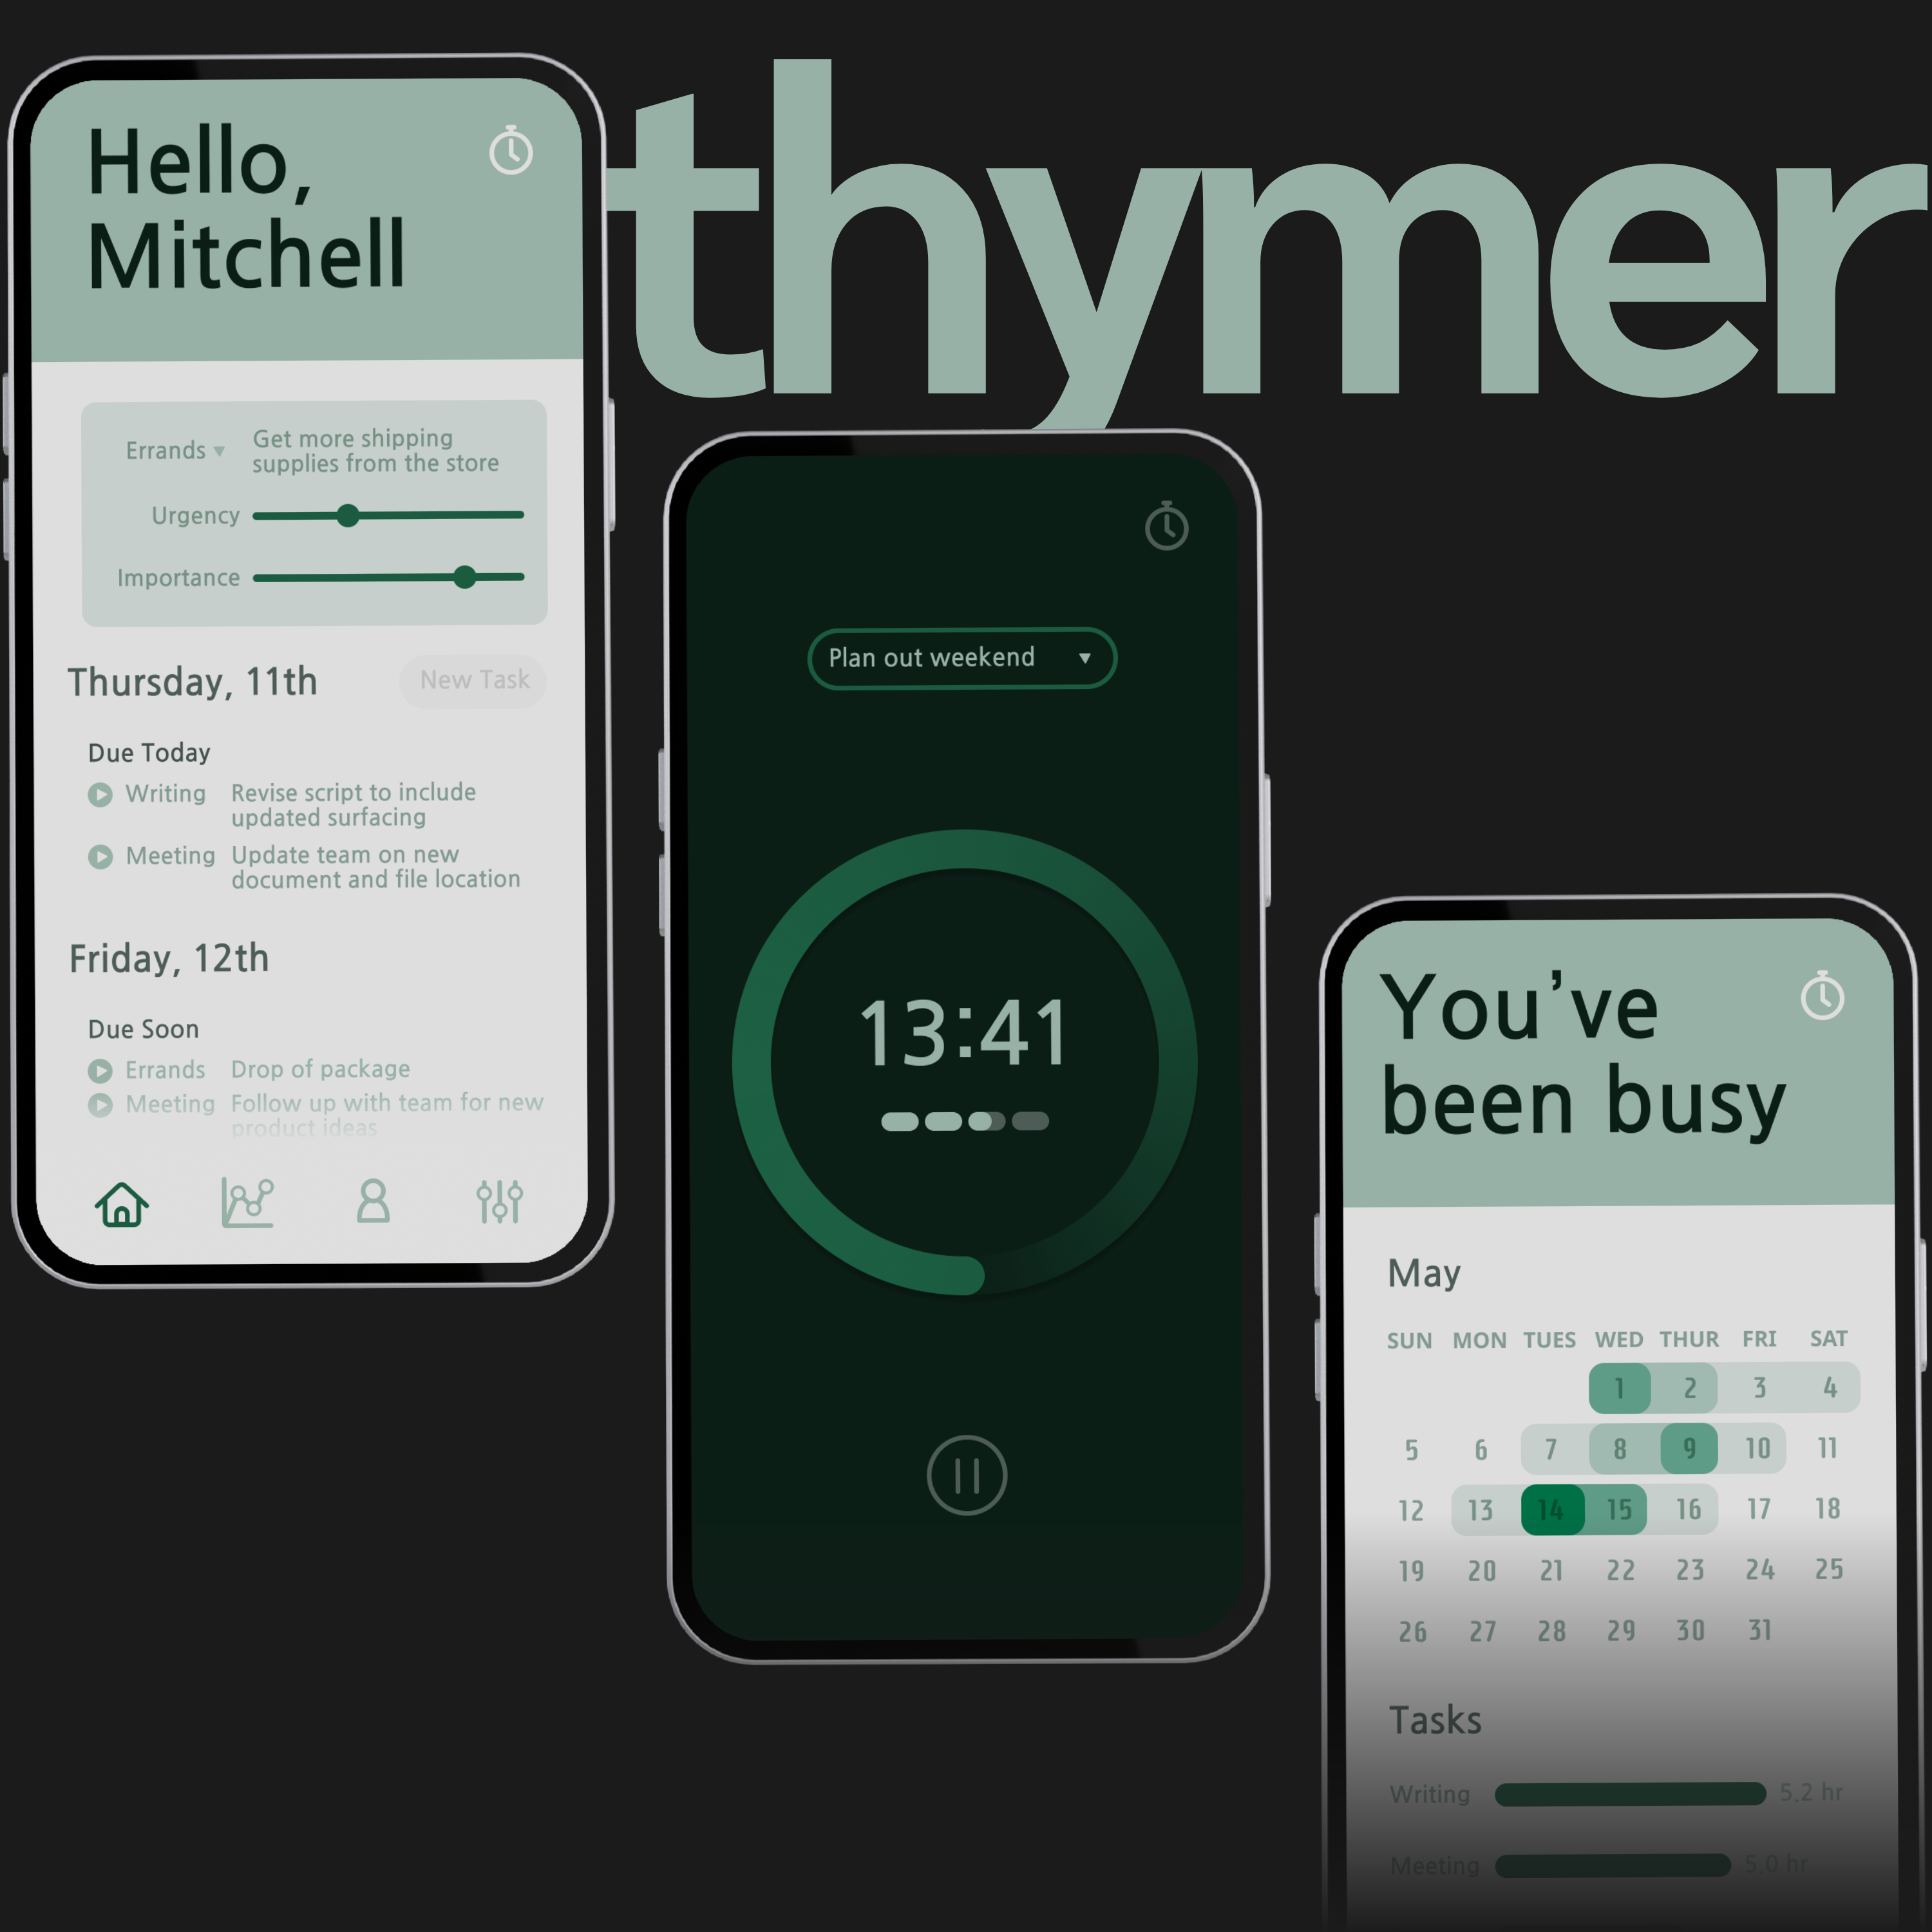 thymer
Hello,
Mitchell
Errands
Get more shipping
supplies from the store
Urgency
Importance
Thursday, 11th
New Task
Due Today
Writing
Revise script to include
updated surfacing
Meeting
Update team on new
document and file location
Friday, 12th
Due Soon
Errands
Drop of package
Meeting
Follow up with team for new
product ideas
Plan out weekend
13:41
You've
been busy
May
SUN MON TUES WED THUR FRI SAT
1 2 3 4
5 6 7 8 9 10 11
12 13 14 15 16 17 18
19 20 21 22 23 24 25
26 27 28 29 30 31
Tasks
Writing 5.2 hr
Meeting 5.0 hr